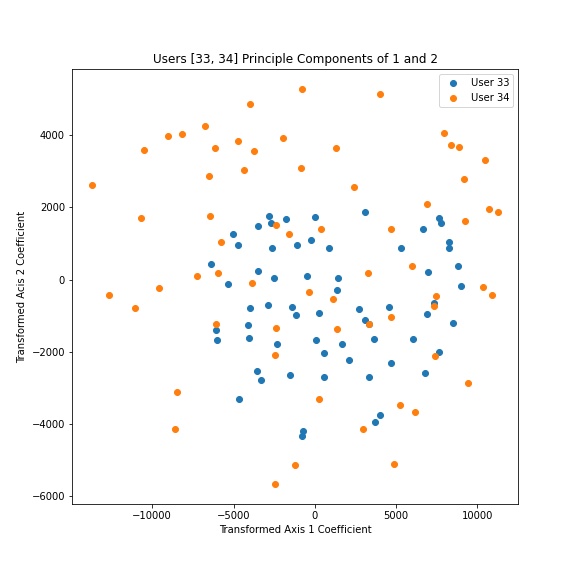 Users [33, 34] Principle Components of 1 and 2
User 33
User 34
Transformed Acis 2 Coefficient
4000
2000
0
−2000
−4000
−6000
−10000 −5000 0 5000 10000
Transformed Axis 1 Coefficient